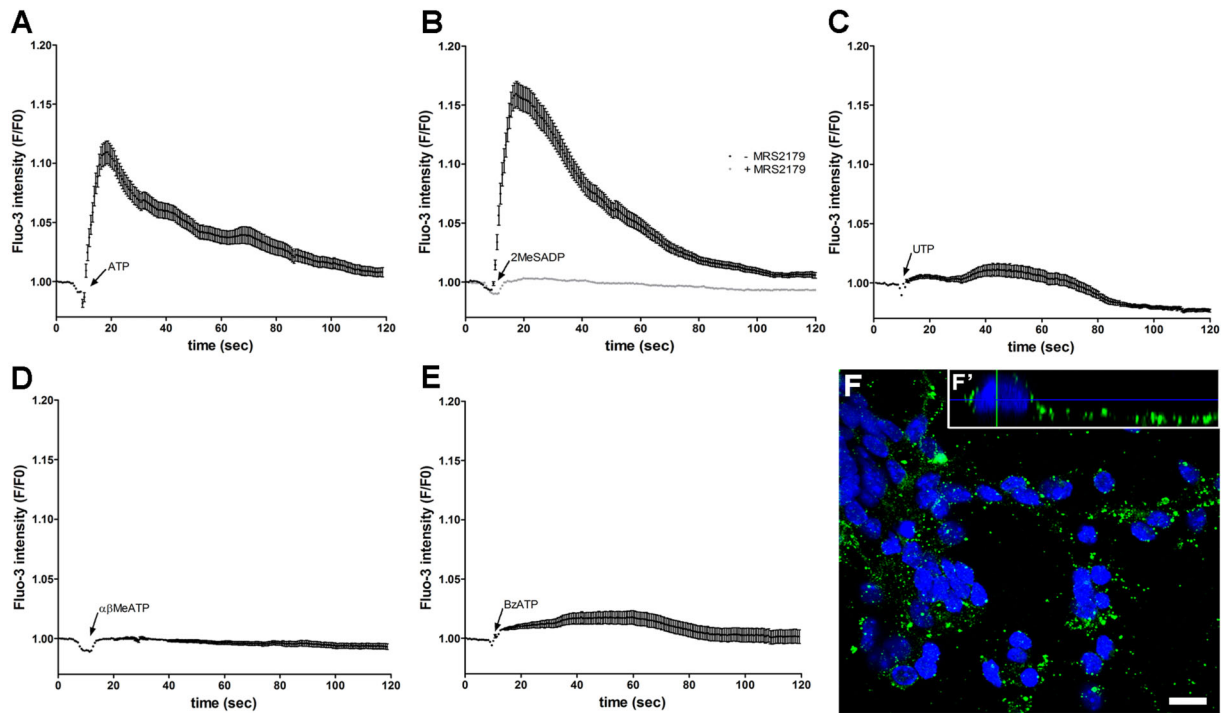 A
1.20
1.15
1.10
1.05
1.00
Fluo-3 intensity (F/F0)
ATP
0 20 40 60 80 100 120
time (sec)
B
1.20
1.15
1.10
1.05
1.00
Fluo-3 intensity (F/F0)
- MRS2179
+ MRS2179
2MeSADP
0 20 40 60 80 100 120
time (sec)
C
1.20
1.15
1.10
1.05
1.00
Fluo-3 intensity (F/F0)
UTP
0 20 40 60 80 100 120
time (sec)
D
1.20
1.15
1.10
1.05
1.00
Fluo-3 intensity (F/F0)
αβMeATP
0 20 40 60 80 100 120
time (sec)
E
1.20
1.15
1.10
1.05
1.00
Fluo-3 intensity (F/F0)
BzATP
0 20 40 60 80 100 120
time (sec)
F
F'